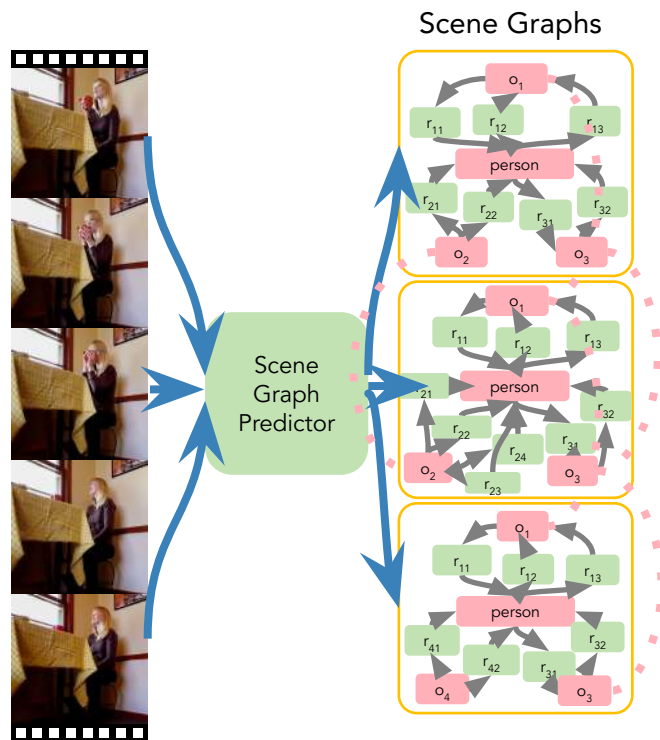 Scene Graphs
o1
r11
r12
r13
person
r21
r22
r31
r32
o2
o3
Scene
Graph
Predictor
o1
r11
r12
r13
person
r21
r32
r22
r31
r24
o2
r23
o3
o1
r11
r12
r13
person
r41
r32
r42
r31
o4
o3